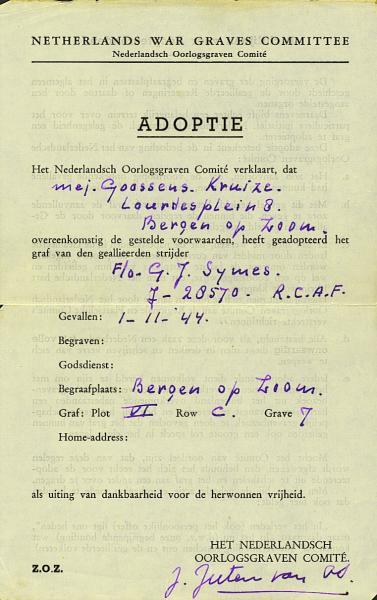 NETHERLANDS WAR GRAVES COMMITTEE
Nederlandsch Oorlogsgraven Comité
ADOPTIE
Het Nederlandsch Oorlogsgraven Comité verklaart, dat
mej. Goossens. Kruize.
Lourdesplein 8.
Bergen op Zoom.
overeenkomstig de gestelde voorwaarden, heeft geadopteerd het
graf van den geallieerden strijder
F/o- G. J. Symes.
J-28570. R.C.A.F.
Gevallen: 1-11-'44.
Begraven:
Godsdienst:
Begraafplaats: Bergen op Zoom.
Graf: Plot VI Row C. Grave 7
Home-address:
als uiting van dankbaarheid voor de herwonnen vrijheid.
HET NEDERLANDSCH
OORLOGSGRAVEN COMITÉ.
Z.O.Z.
J. Juten van